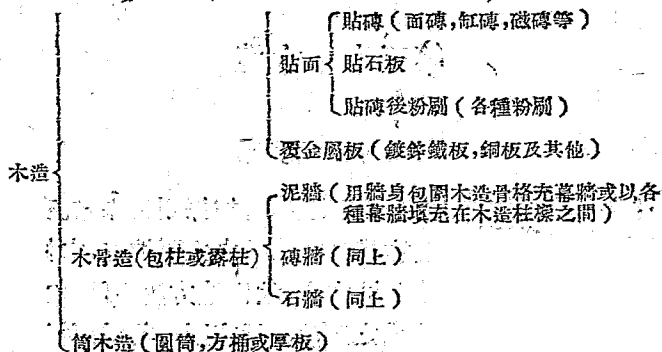 貼磚(面磚,缸磚,磁磚等)
貼面
貼石板
貼磚後粉刷(各種粉刷)
覆金屬板(鍍鋅鐵板,銅板及其他)
木造
泥牆(用牆身包圍木造骨格充幕牆或以各
種幕牆填充在木造柱樑之間)
木骨造(包柱或露柱)
磚牆(同上)
石牆(同上)
筒木造(圓筒,方桶或厚板)